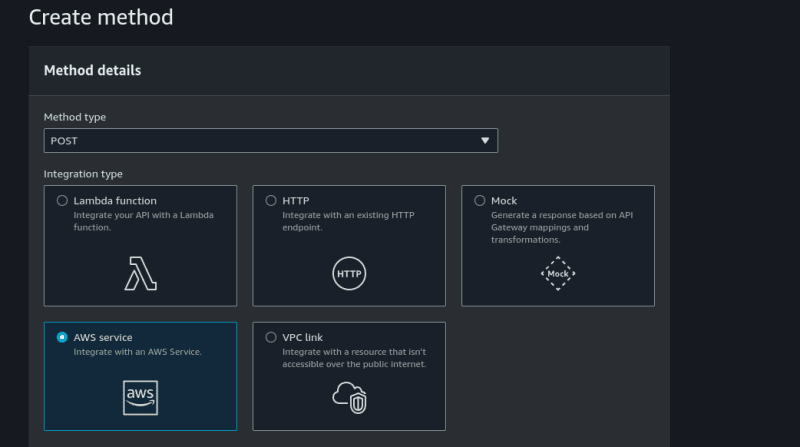 Create method
Method details
Method type
POST
Integration type
Lambda function
Integrate your API with a Lambda
function.
HTTP
Integrate with an existing HTTP
endpoint.
HTTP
Mock
Generate a response based on API
Gateway mappings and
transformations.
Mock
AWS service
Integrate with an AWS Service.
aws
VPC link
Integrate with a resource that isn't
accessible over the public internet.